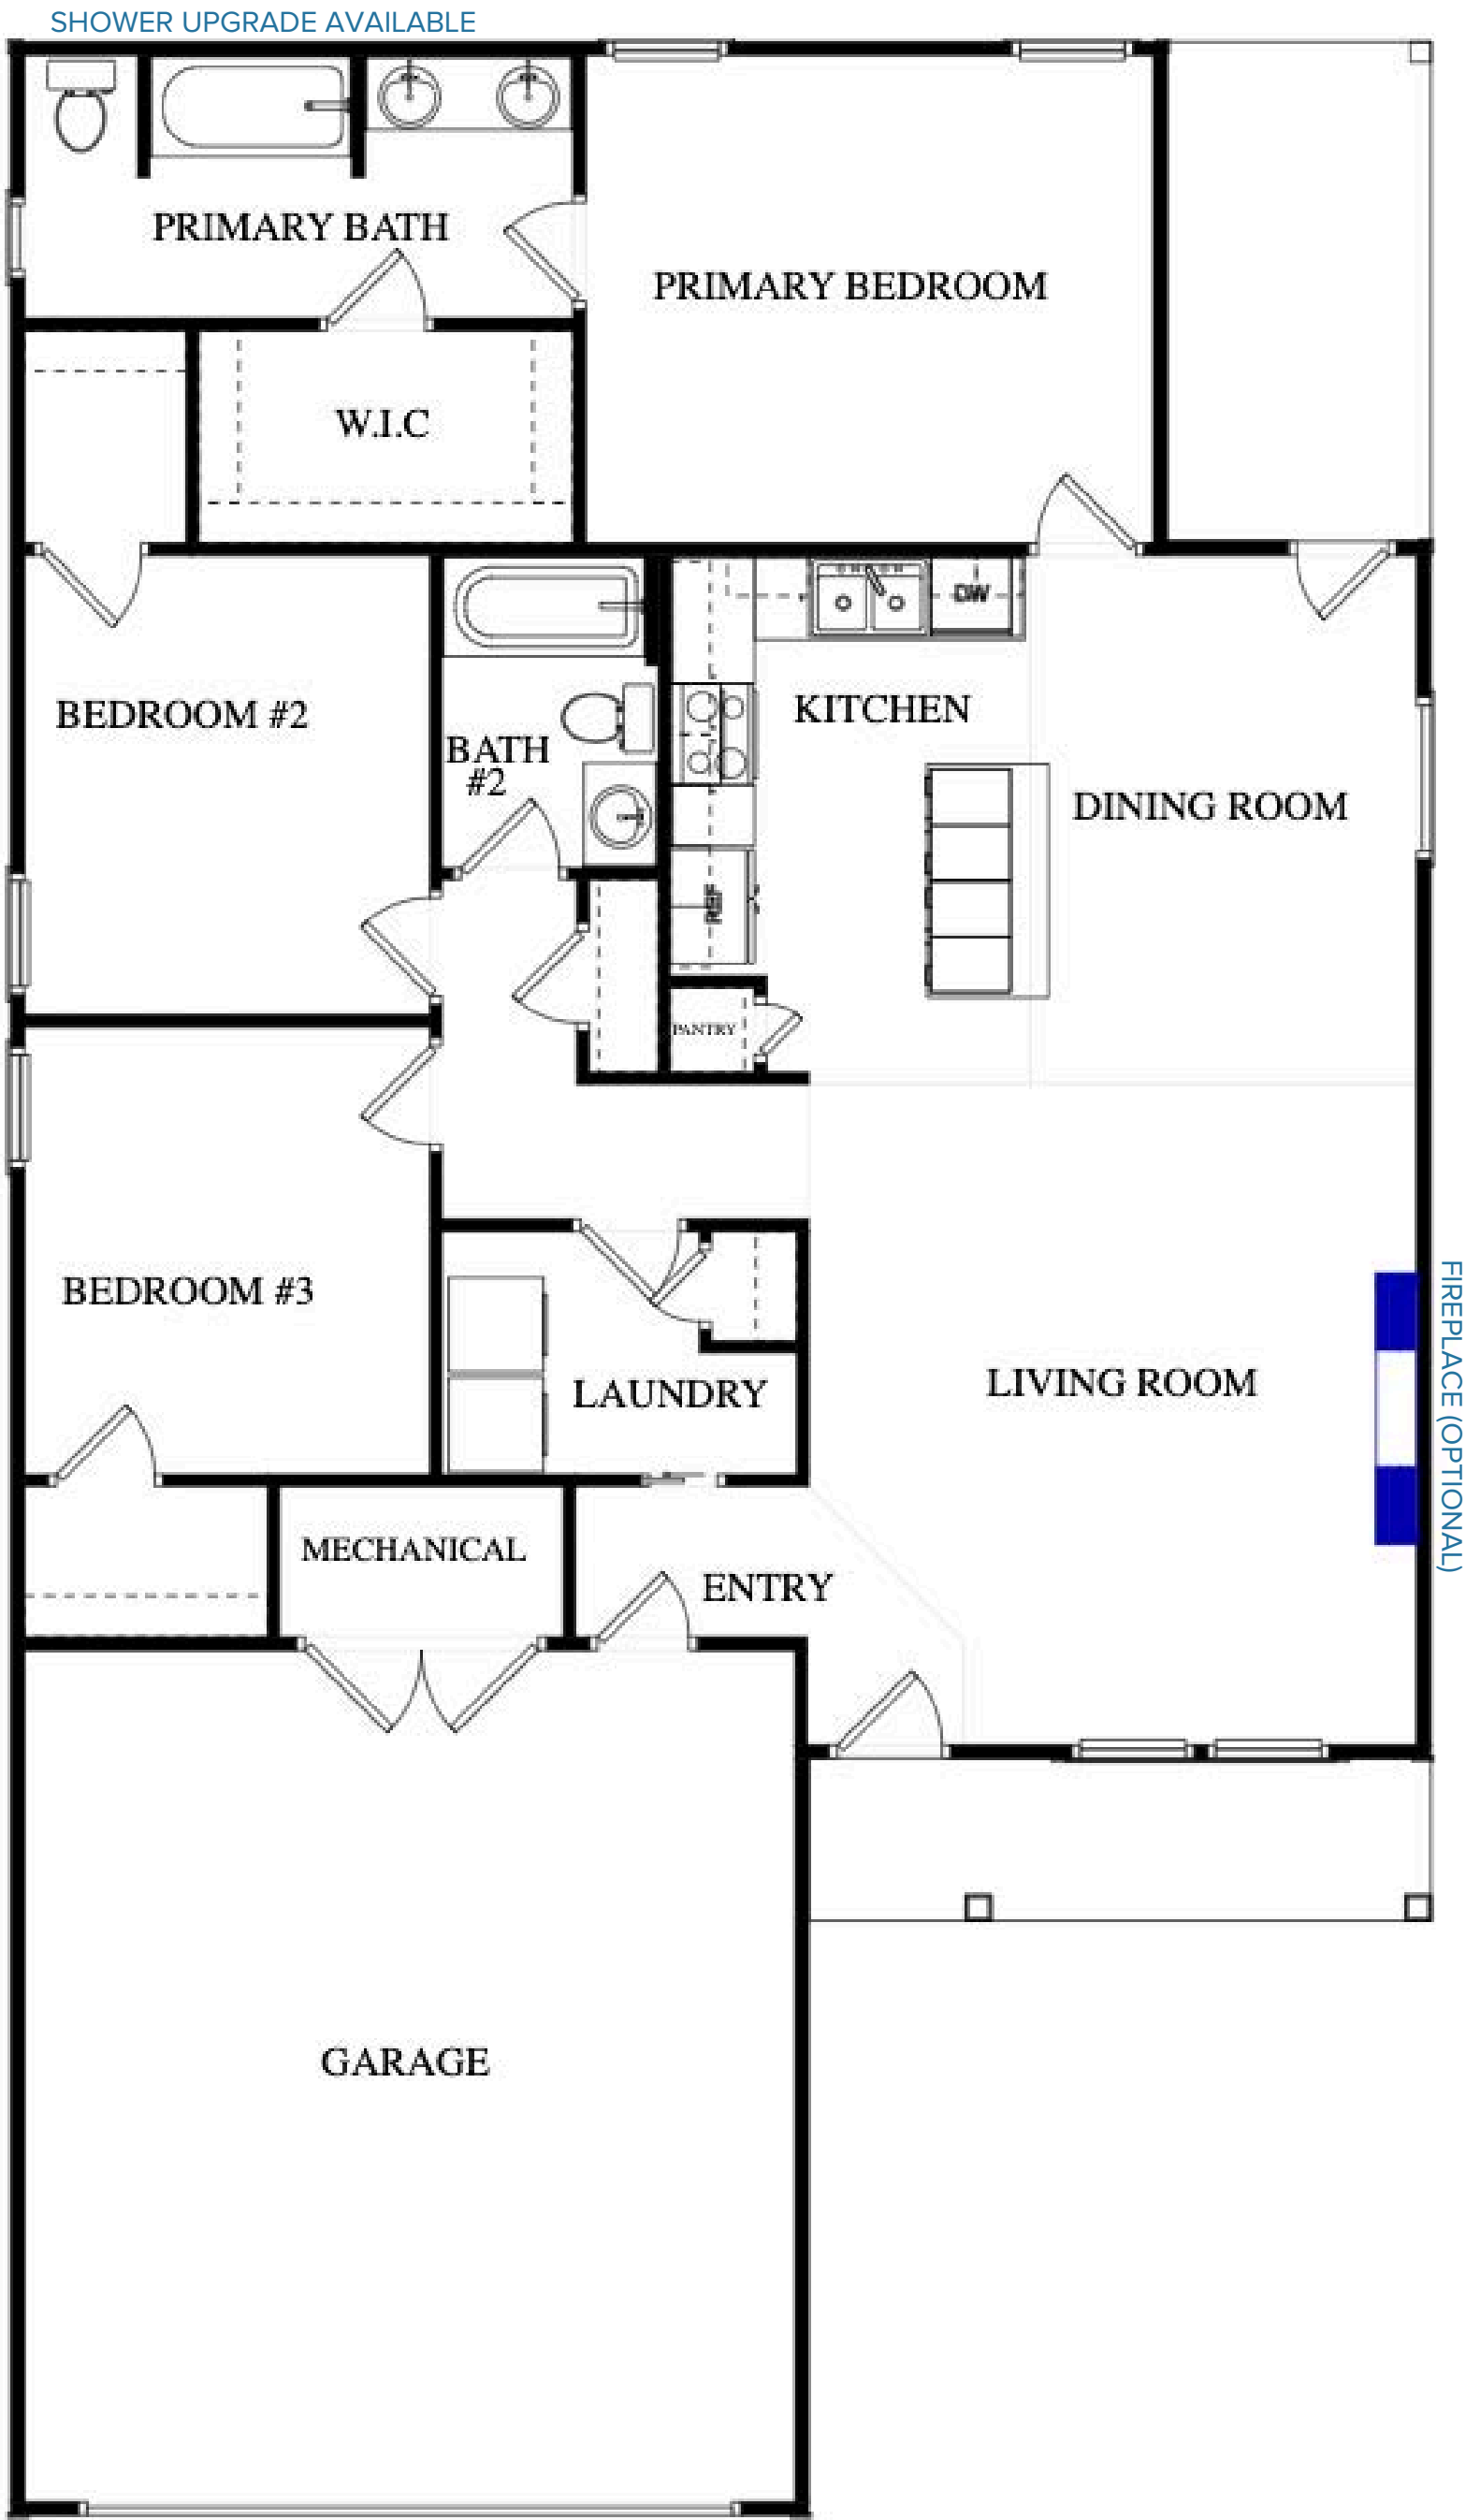 SHOWER UPGRADE AVAILABLE
PRIMARY BATH
PRIMARY BEDROOM
W.I.C
DW
BEDROOM #2
KITCHEN
BATH
#2
DINING ROOM
REF
PANTRY
BEDROOM #3
LIVING ROOM
LAUNDRY
FIREPLACE (OPTIONAL)
MECHANICAL
ENTRY
GARAGE